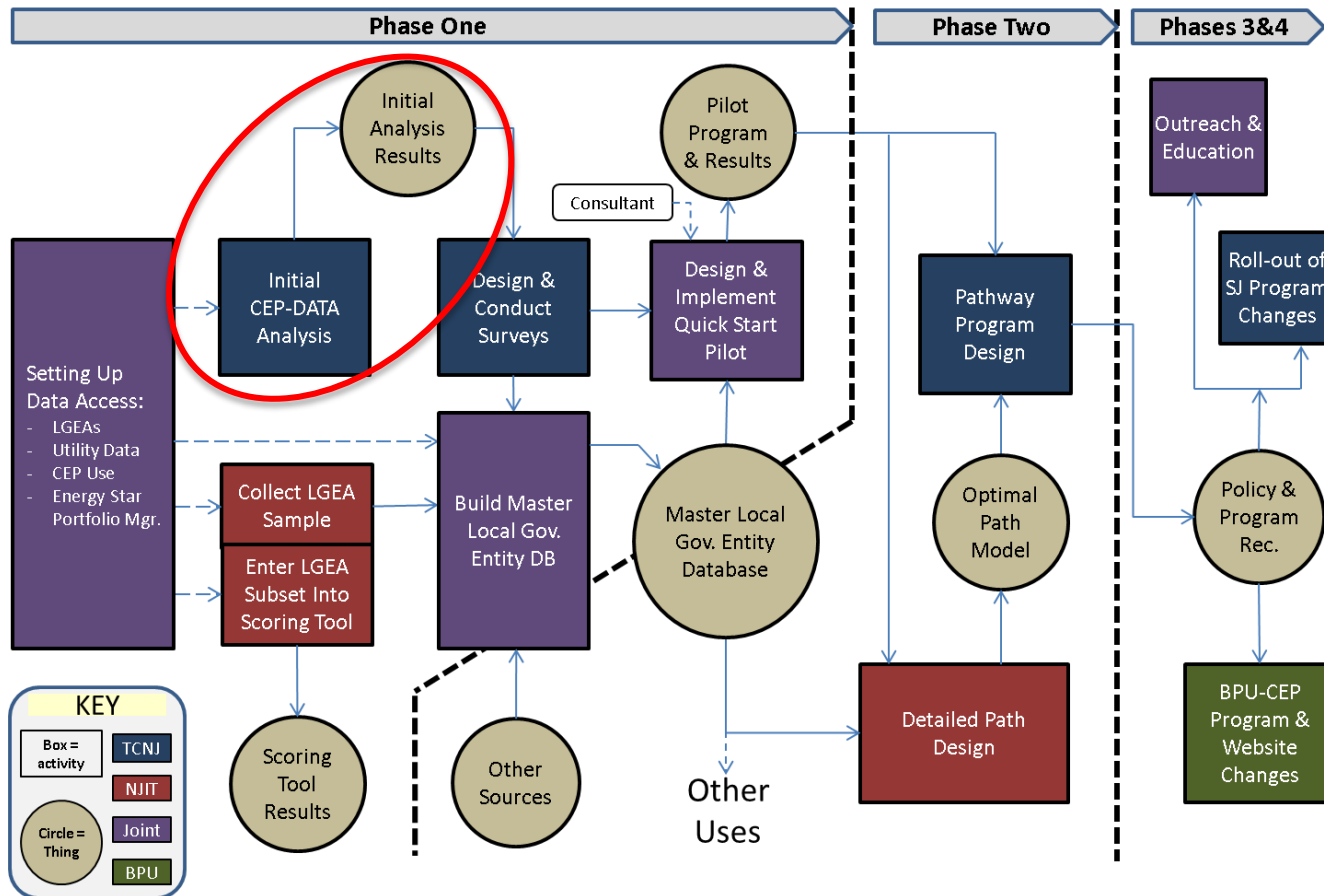 Phase One
Phase Two
Phases 3&4
Initial
Analysis
Results
Pilot
Program
& Results
Outreach &
Education
Consultant
Initial
CEP-DATA
Analysis
Design &
Conduct
Surveys
Design &
Implement
Quick Start
Pilot
Pathway
Program
Design
Roll-out of
SJ Program
Changes
Setting Up
Data Access:
- LGEAs
- Utility Data
- CEP Use
- Energy Star
Portfolio Mgr.
Collect LGEA
Sample
Enter LGEA
Subset Into
Scoring Tool
Build Master
Local Gov.
Entity DB
Master Local
Gov. Entity
Database
Optimal
Path
Model
Policy &
Program
Rec.
KEY
Box =
activity
Circle =
Thing
TCNJ
NJIT
Joint
BPU
Scoring
Tool
Results
Other
Sources
Other
Uses
Detailed Path
Design
BPU-CEP
Program &
Website
Changes